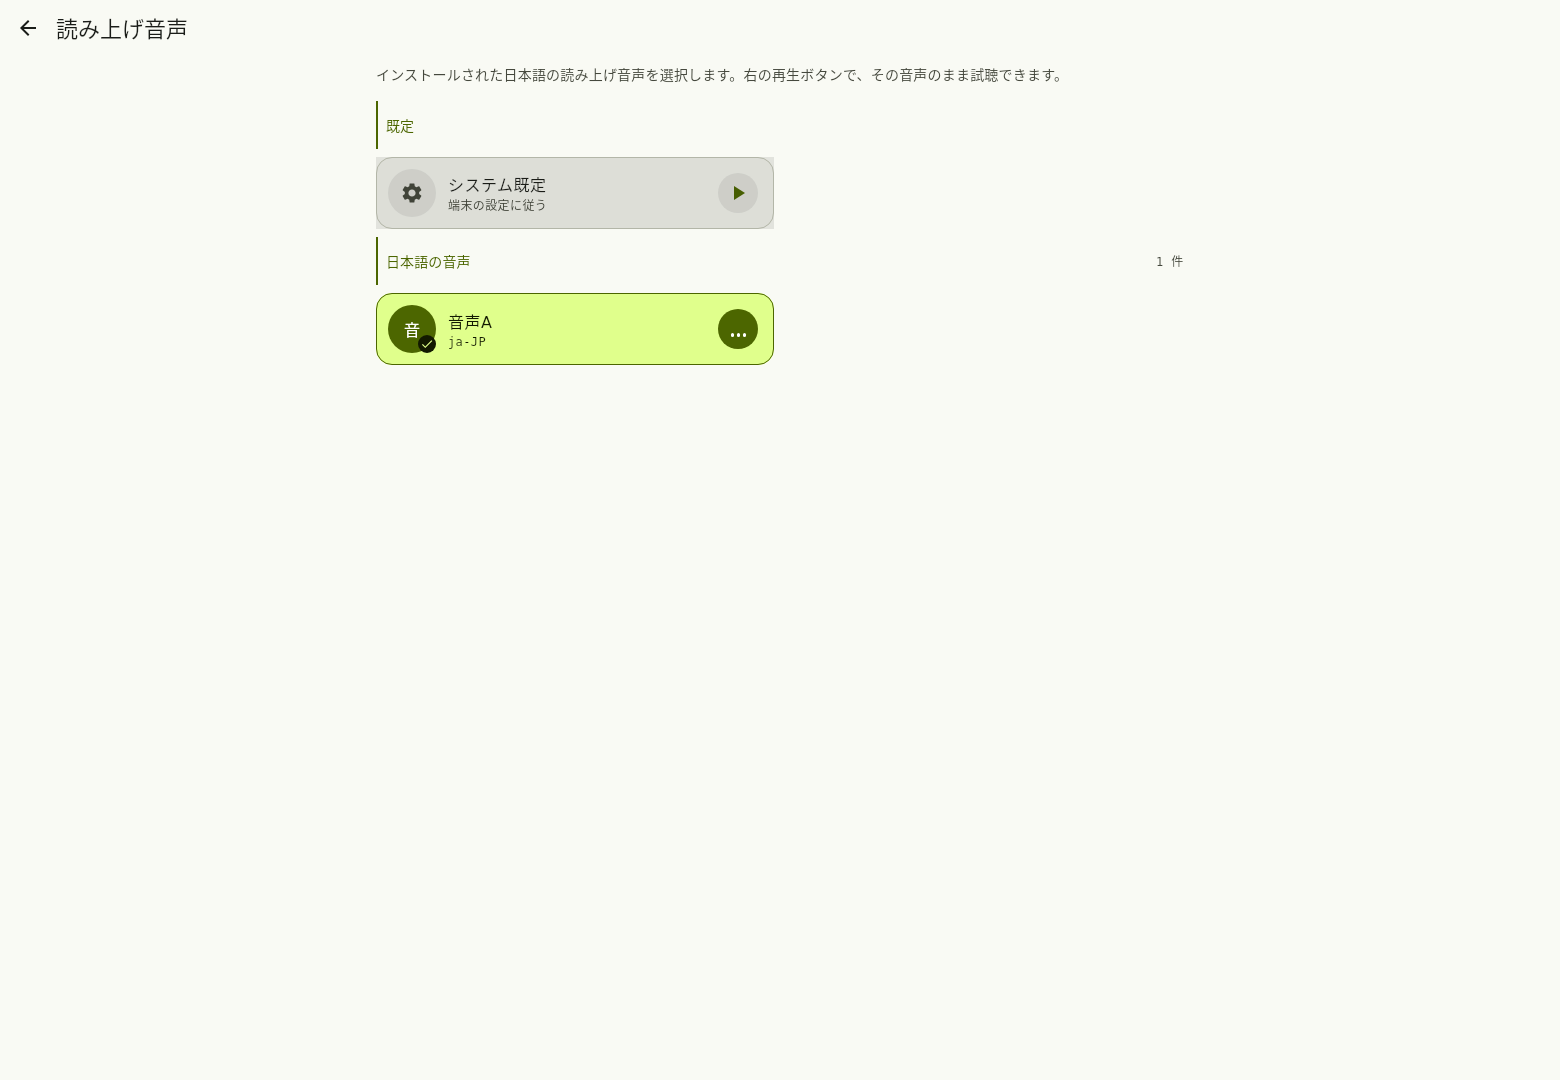 読み上げ音声
インストールされた日本語の読み上げ音声を選択します。右の再生ボタンで、その音声のまま試聴できます。
既定
システム既定
端末の設定に従う
日本語の音声
1 件
音
音声A
ja-JP
…